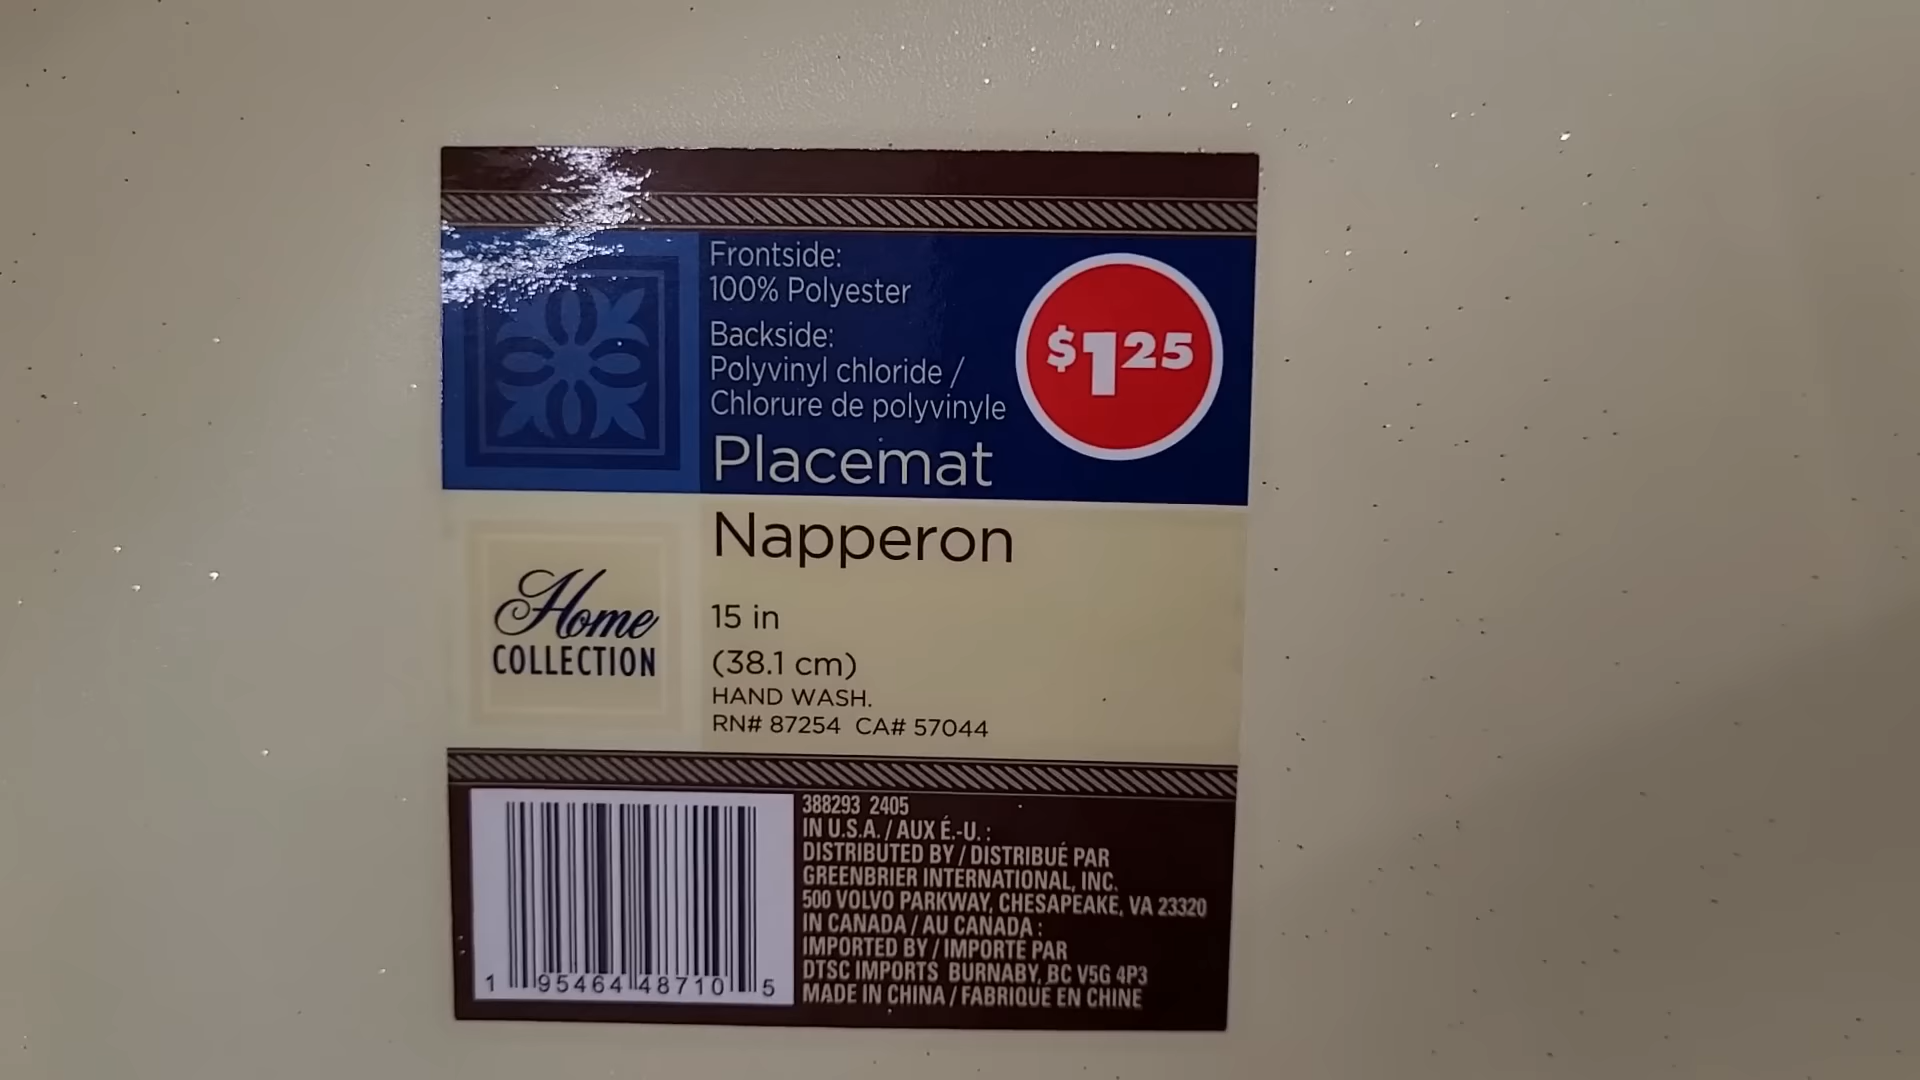 Frontside:
100% Polyester
Backside:
Polyvinyl chloride /
Chlorure de polyvinyle
$1.25
Placemat
Napperon
Home
COLLECTION
15 in
(38.1 cm)
HAND WASH.
RN# 87254 CA# 57044
388293 2405
IN U.S.A. / AUX É.-U. :
DISTRIBUTED BY / DISTRIBUÉ PAR
GREENBRIER INTERNATIONAL, INC.
500 VOLVO PARKWAY, CHESAPEAKE, VA 23320
IN CANADA / AU CANADA :
IMPORTED BY / IMPORTÉ PAR
DTSC IMPORTS BURNABY, BC V5G 4P3
MADE IN CHINA / FABRIQUÉ EN CHINE
1 95464 48710 5